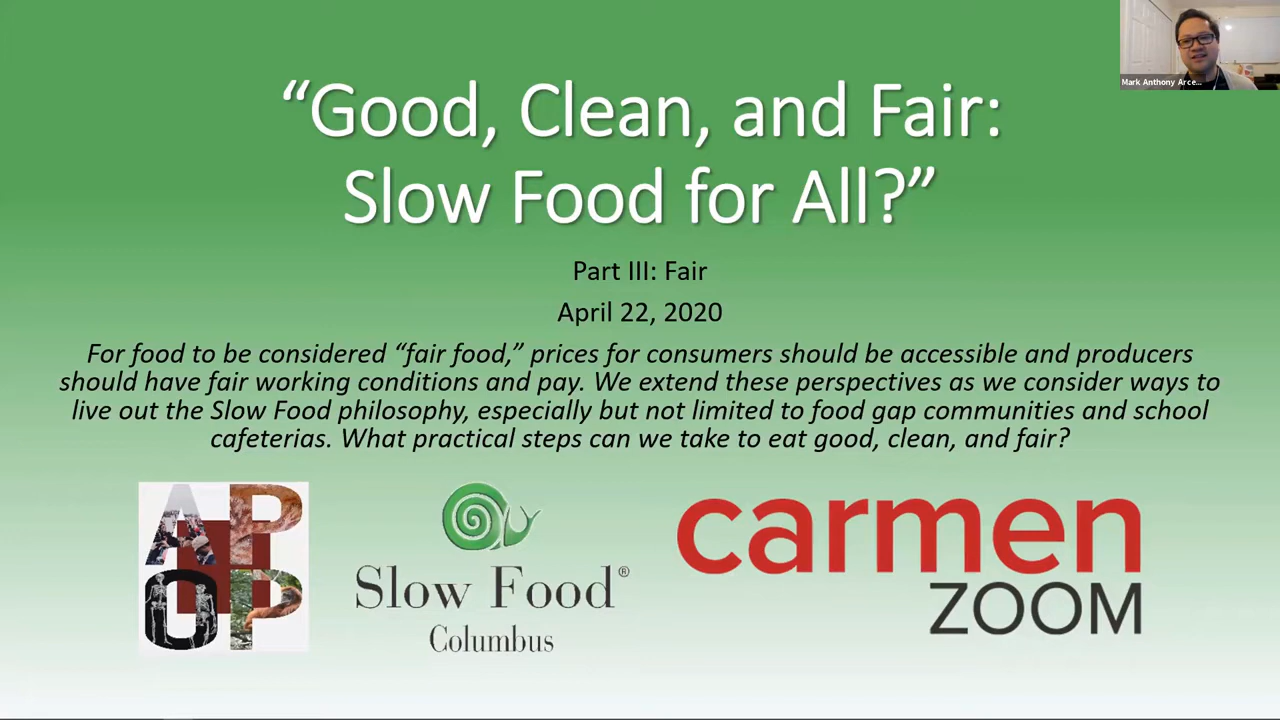 Mark Anthony Arce...
“Good, Clean, and Fair:
Slow Food for All?”
Part III: Fair
April 22, 2020
For food to be considered “fair food,” prices for consumers should be accessible and producers
should have fair working conditions and pay. We extend these perspectives as we consider ways to
live out the Slow Food philosophy, especially but not limited to food gap communities and school
cafeterias. What practical steps can we take to eat good, clean, and fair?
AP
OP
Slow Food®
Columbus
carmen
ZOOM